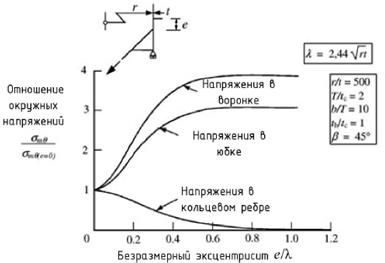 r
t
e
λ = 2,44√rt
r/t = 500
T/tc = 2
b/T = 10
tb/tc = 1
β = 45°
Отношение
окружных
напряжений
σmθ
σmθ(e=0)
4
3
2
1
0
Напряжения в
воронке
Напряжения в
юбке
Напряжения в
кольцевом ребре
0 0.2 0.4 0.6 0.8 1.0 1.2
Безразмерный эксцентрисит e/λ